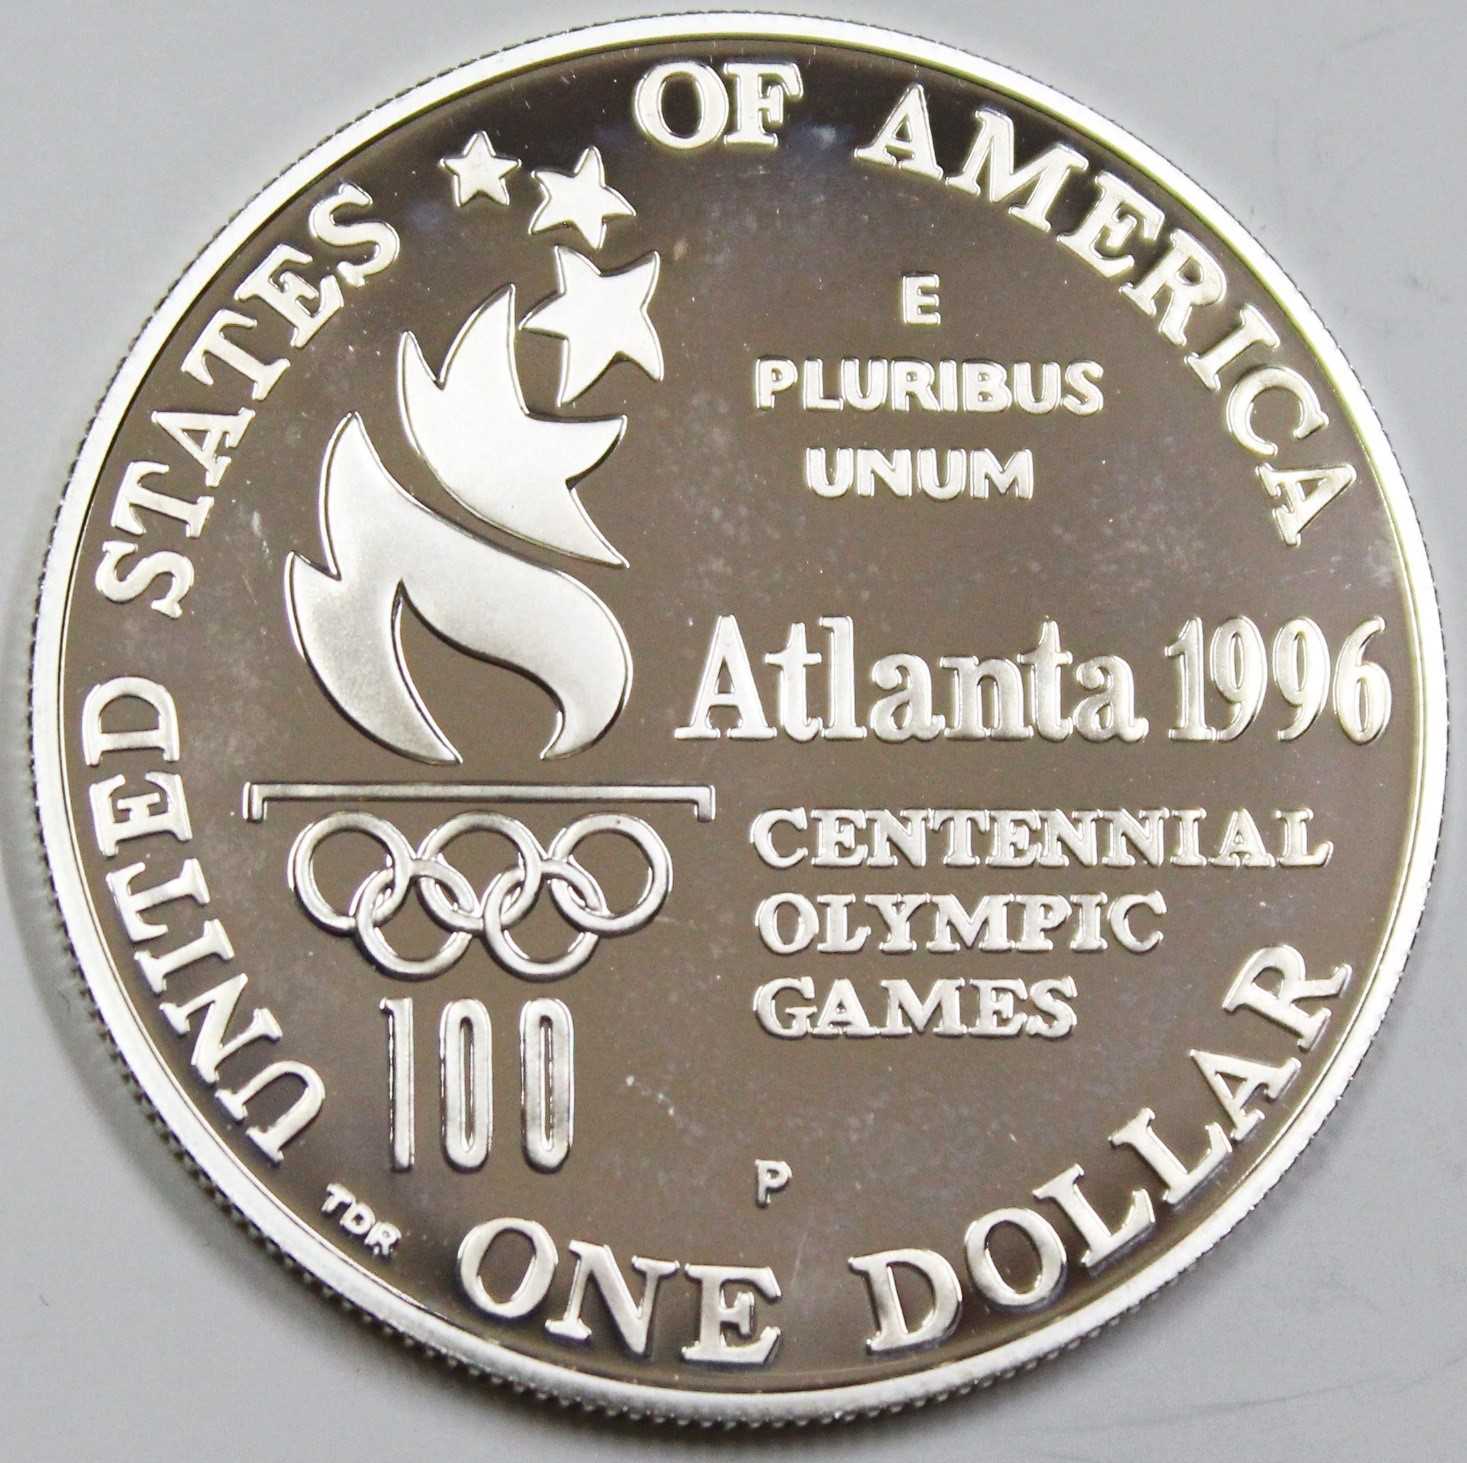 UNITED STATES OF AMERICA
E
PLURIBUS
UNUM
Atlanta 1996
CENTENNIAL
OLYMPIC
GAMES
100
P
TDR
ONE DOLLAR